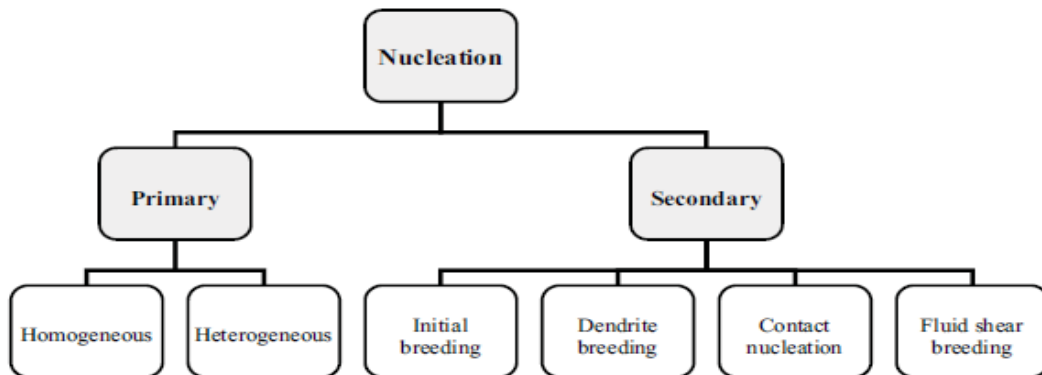 Nucleation
Primary
Secondary
Homogeneous
Heterogeneous
Initial
breeding
Dendrite
breeding
Contact
nucleation
Fluid shear
breeding